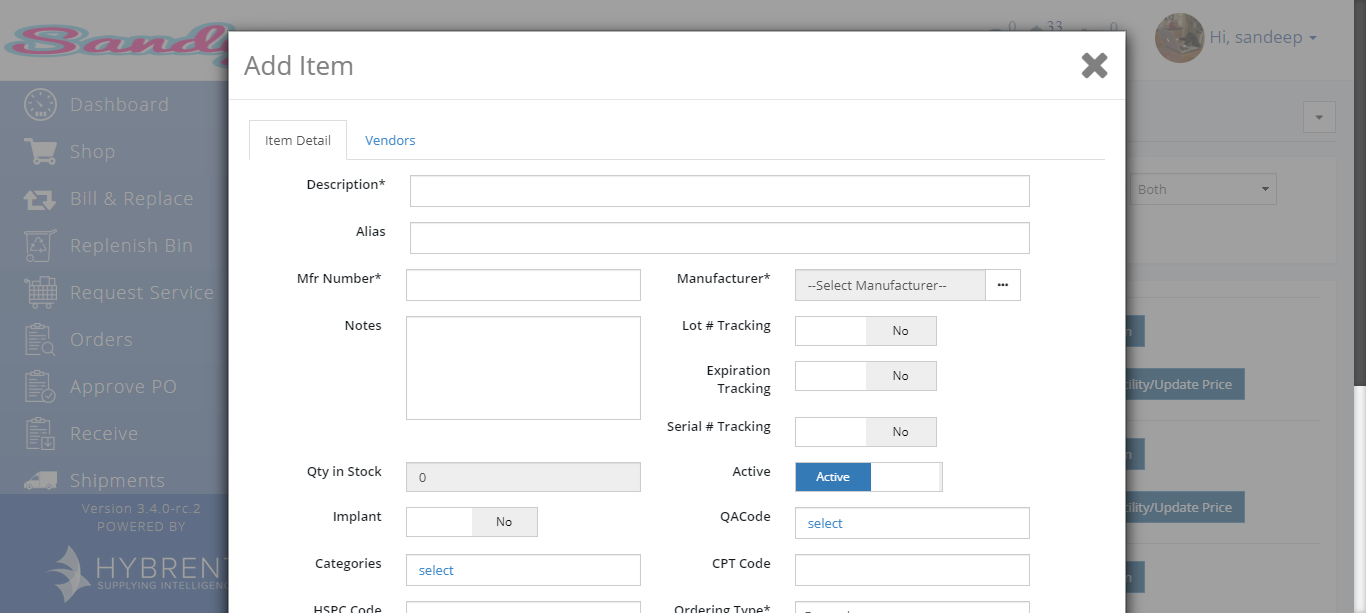 Sandy
0 33 0
Hi, sandeep
Add Item
Dashboard
Shop
Bill & Replace
Replenish Bin
Request Service
Orders
Approve PO
Receive
Shipments
Version 3.4.0-rc.2
POWERED BY
HYBRENT
SUPPLYING INTELLIGENC
Item Detail Vendors
Description*
Alias
Mfr Number* Manufacturer* --Select Manufacturer-- ...
Notes Lot # Tracking No
Expiration
Tracking No
Serial # Tracking No
Qty in Stock 0 Active Active
Implant No QACode select
Categories select CPT Code
HSPC Code Ordering Type*
Both
ility/Update Price
ility/Update Price